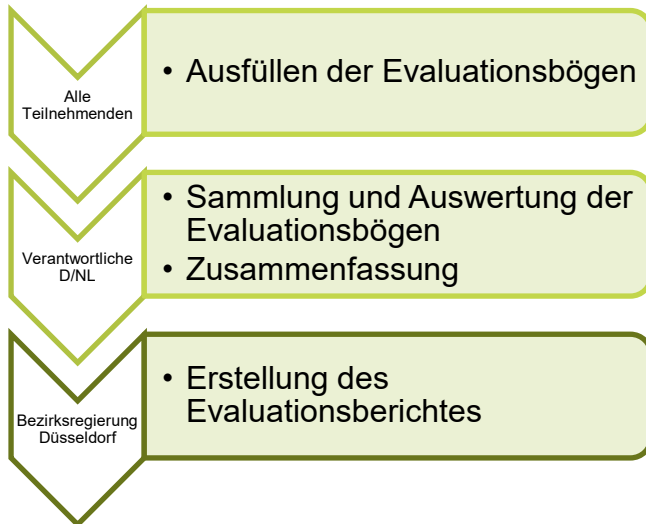 Alle
Teilnehmenden
• Ausfüllen der Evaluationsbögen
Verantwortliche
D/NL
• Sammlung und Auswertung der
Evaluationsbögen
• Zusammenfassung
Bezirksregierung
Düsseldorf
• Erstellung des
Evaluationsberichtes